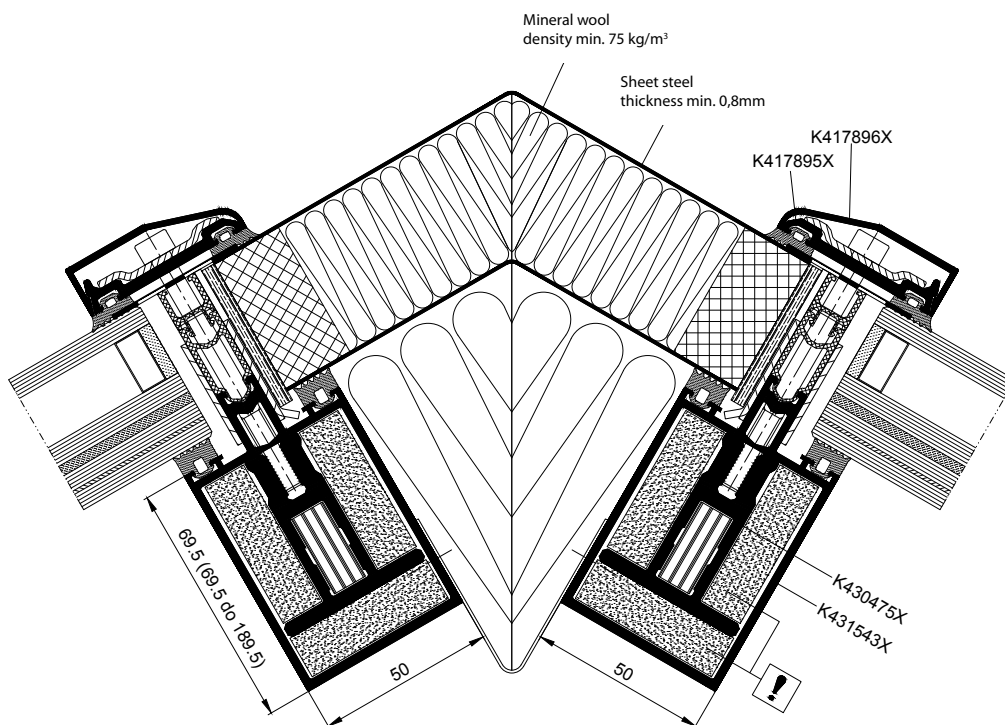 Mineral wool
density min. 75 kg/m³
Sheet steel
thickness min. 0,8mm
K417896X
K417895X
69.5 (69.5 do 189.5)
50
50
K430475X
K431543X
!